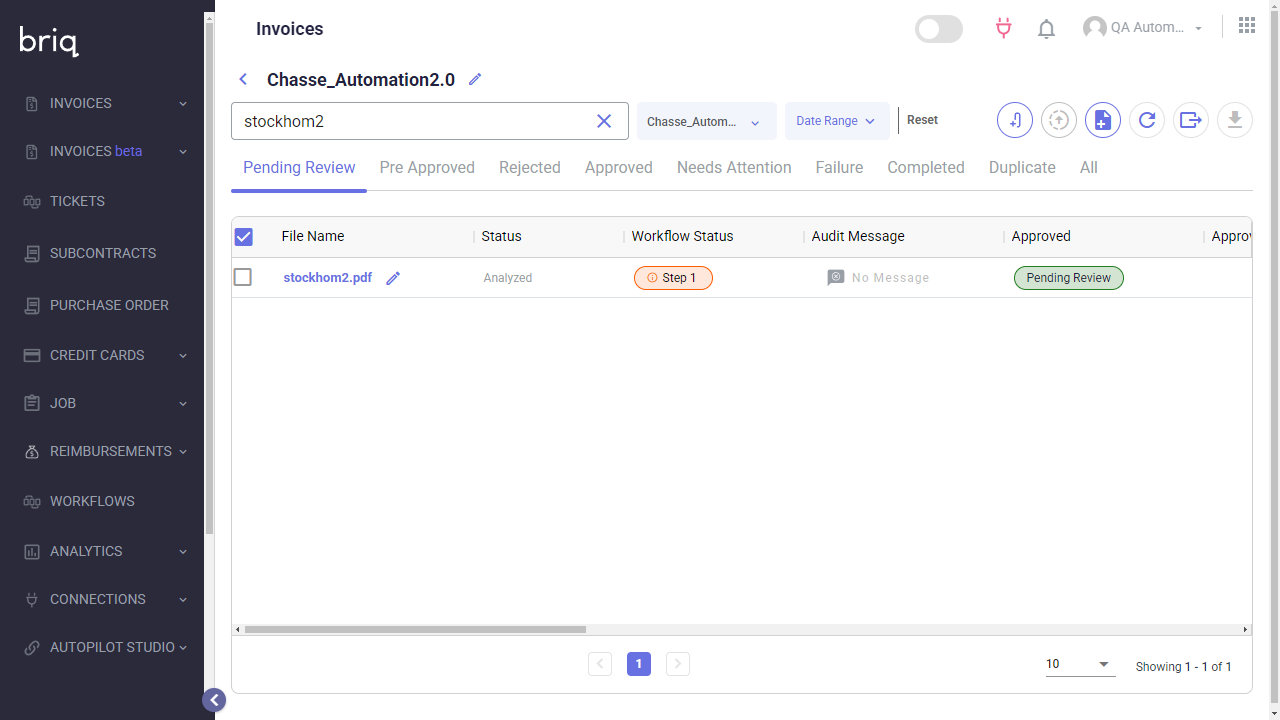 briq
INVOICES
INVOICES beta
TICKETS
SUBCONTRACTS
PURCHASE ORDER
CREDIT CARDS
JOB
REIMBURSEMENTS
WORKFLOWS
ANALYTICS
CONNECTIONS
AUTOPILOT STUDIO
Invoices
QA Autom...
Chasse_Automation2.0
stockhom2
Chasse_Autom...
Date Range
Reset
Pending Review Pre Approved Rejected Approved Needs Attention Failure Completed Duplicate All
File Name Status Workflow Status Audit Message Approved Approv
stockhom2.pdf Analyzed Step 1 No Message Pending Review
1
10
Showing 1 - 1 of 1